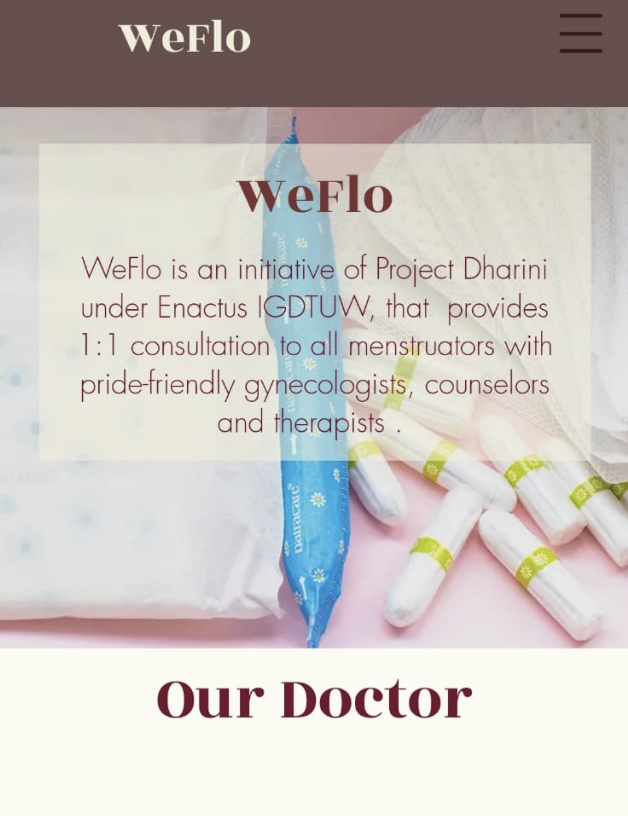 WeFlo
WeFlo
WeFlo is an initiative of Project Dharini
under Enactus IGDTUW, that provides
1:1 consultation to all menstruators with
pride-friendly gynecologists, counselors
and therapists .
natracare
Our Doctor